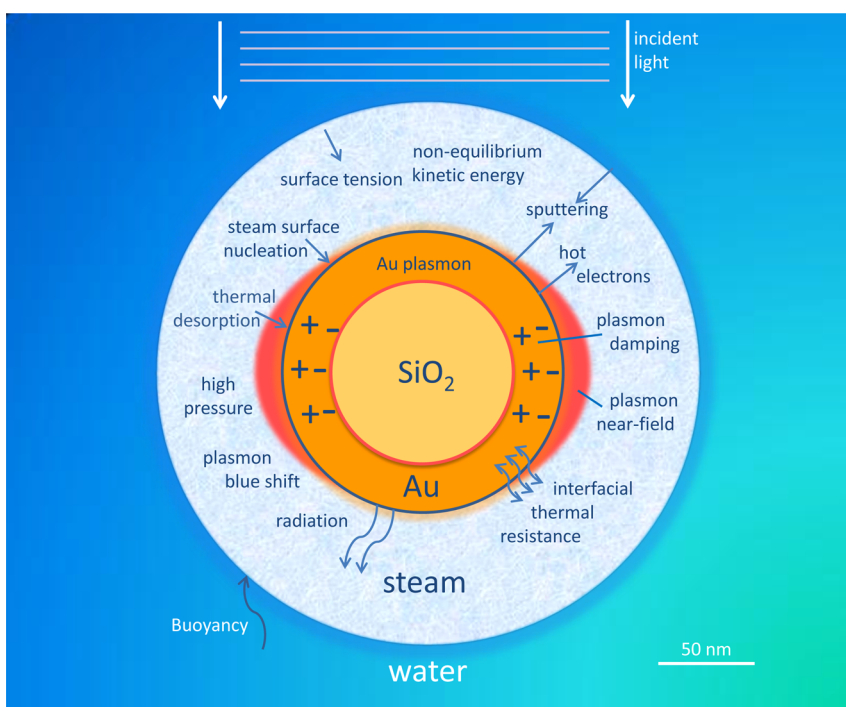 incident
light
non-equilibrium
kinetic energy
surface tension
sputtering
steam surface
nucleation
hot
electrons
Au plasmon
thermal
desorption
+ -
+ -
plasmon
damping
SiO₂
+ -
+ -
high
pressure
plasmon
near-field
+ -
+ -
plasmon
blue shift
Au
interfacial
thermal
resistance
radiation
steam
Buoyancy
50 nm
water